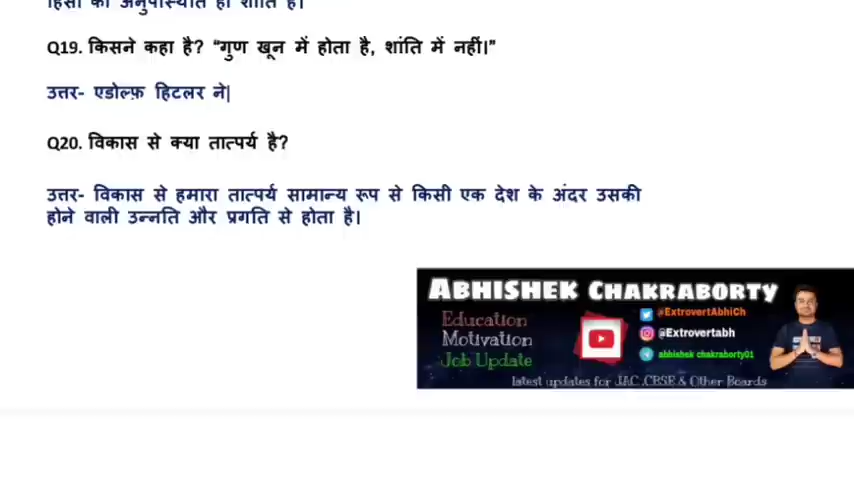 हिंसा की अनुपस्थिति ही शांति है।
Q19. किसने कहा है? “गुण खून में होता है, शांति में नहीं।”
उत्तर- एडोल्फ़ हिटलर ने|
Q20. विकास से क्या तात्पर्य है?
उत्तर- विकास से हमारा तात्पर्य सामान्य रूप से किसी एक देश के अंदर उसकी
होने वाली उन्नति और प्रगति से होता है।
ABHISHEK CHAKRABORTY
Education
Motivation
Job Update
@ExtrovertAbhiCh
@Extrovertabh
abhishek chakraborty01
latest updates for JAC,CBSE & Other Boards